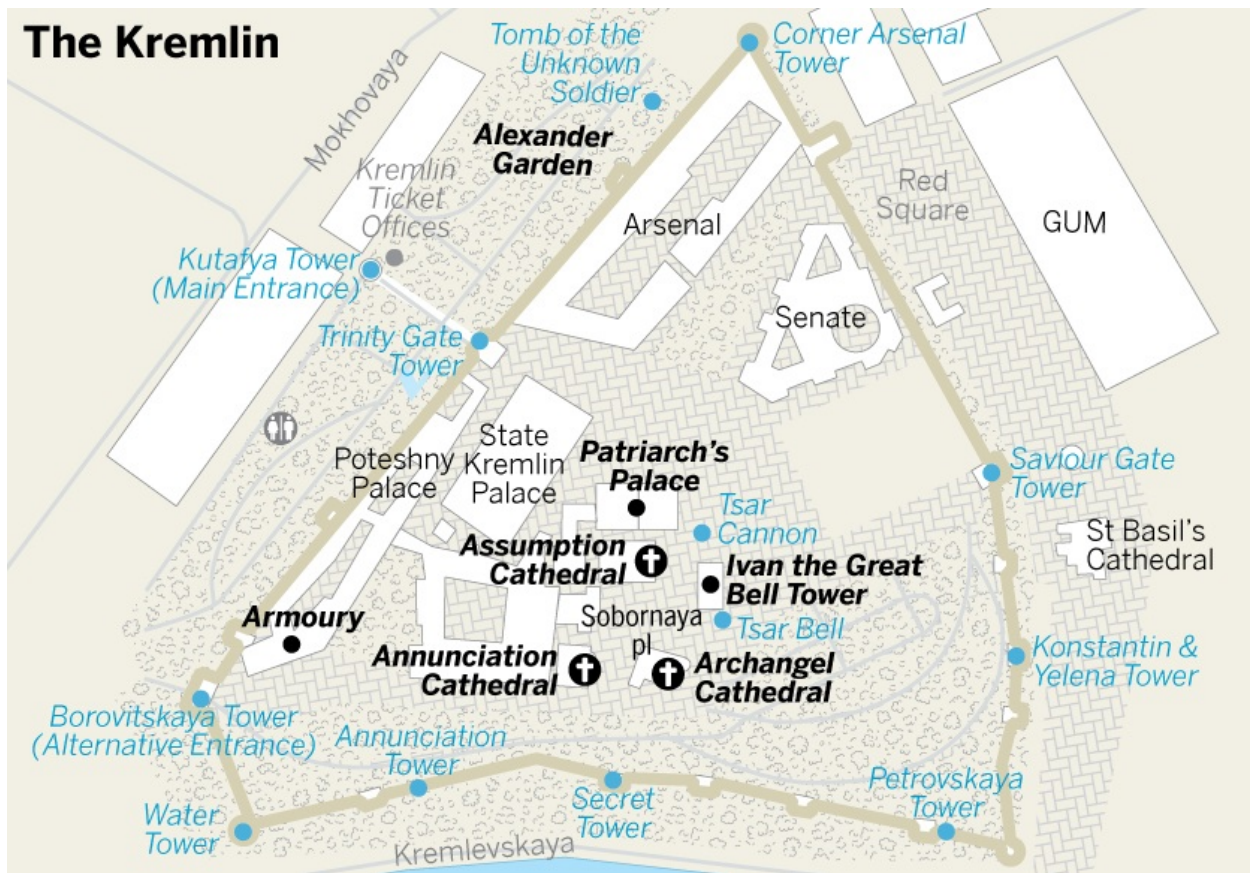 The Kremlin
Tomb of the
Unknown
Soldier
Corner Arsenal
Tower
Mokhovaya
Alexander
Garden
Kremlin
Ticket
Offices
Red
Square
Arsenal
GUM
Kutafya Tower
(Main Entrance)
Senate
Trinity Gate
Tower
State
Kremlin
Palace
Poteshny
Palace
Patriarch's
Palace
Saviour Gate
Tower
Tsar
Cannon
St Basil's
Cathedral
Assumption
Cathedral
Ivan the Great
Bell Tower
Armoury
Sobornaya
pl
Tsar Bell
Annunciation
Cathedral
Archangel
Cathedral
Konstantin &
Yelena Tower
Borovitskaya Tower
(Alternative Entrance)
Annunciation
Tower
Secret
Tower
Petrovskaya
Tower
Water
Tower
Kremlevskaya